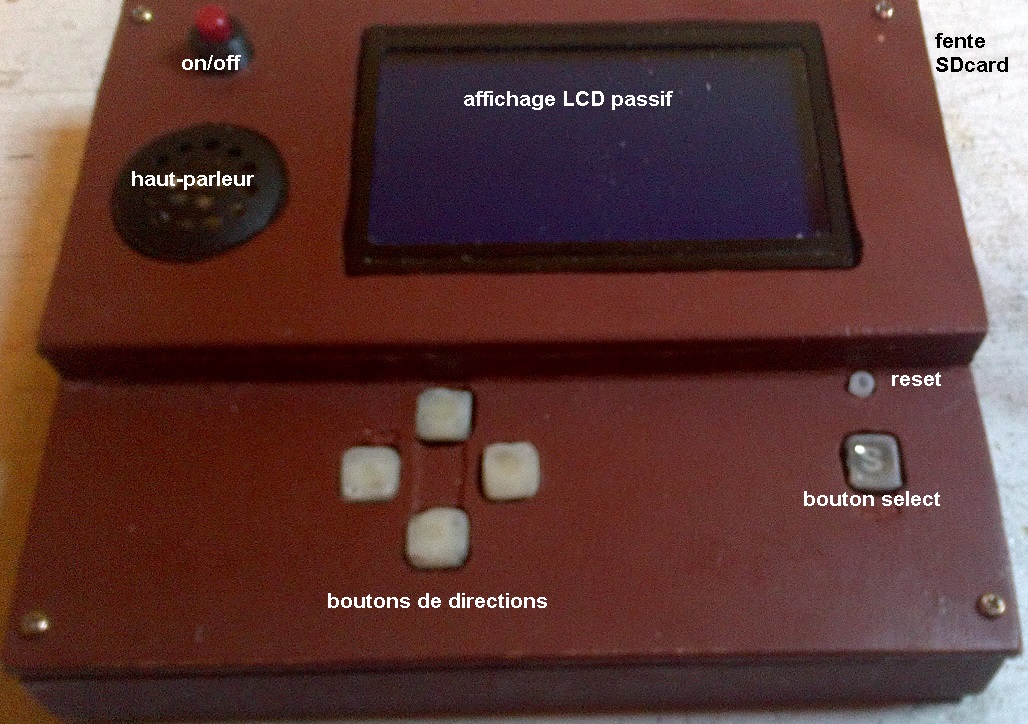 on/off
affichage LCD passif
fente
SDcard
haut-parleur
reset
S
bouton select
boutons de directions